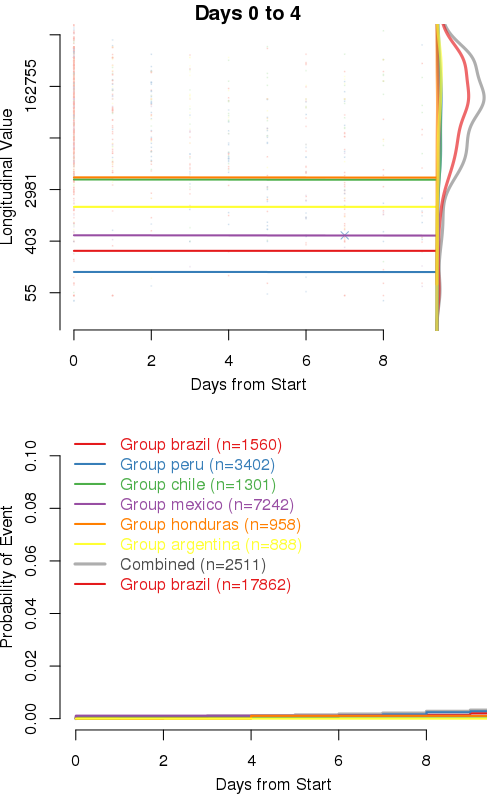 Days 0 to 4
Longitudinal Value
162755
2981
403
55
0 2 4 6 8
Days from Start
Group brazil (n=1560)
Group peru (n=3402)
Group chile (n=1301)
Group mexico (n=7242)
Group honduras (n=958)
Group argentina (n=888)
Combined (n=2511)
Group brazil (n=17862)
Probability of Event
0.10
0.08
0.06
0.04
0.02
0.00
0 2 4 6 8
Days from Start